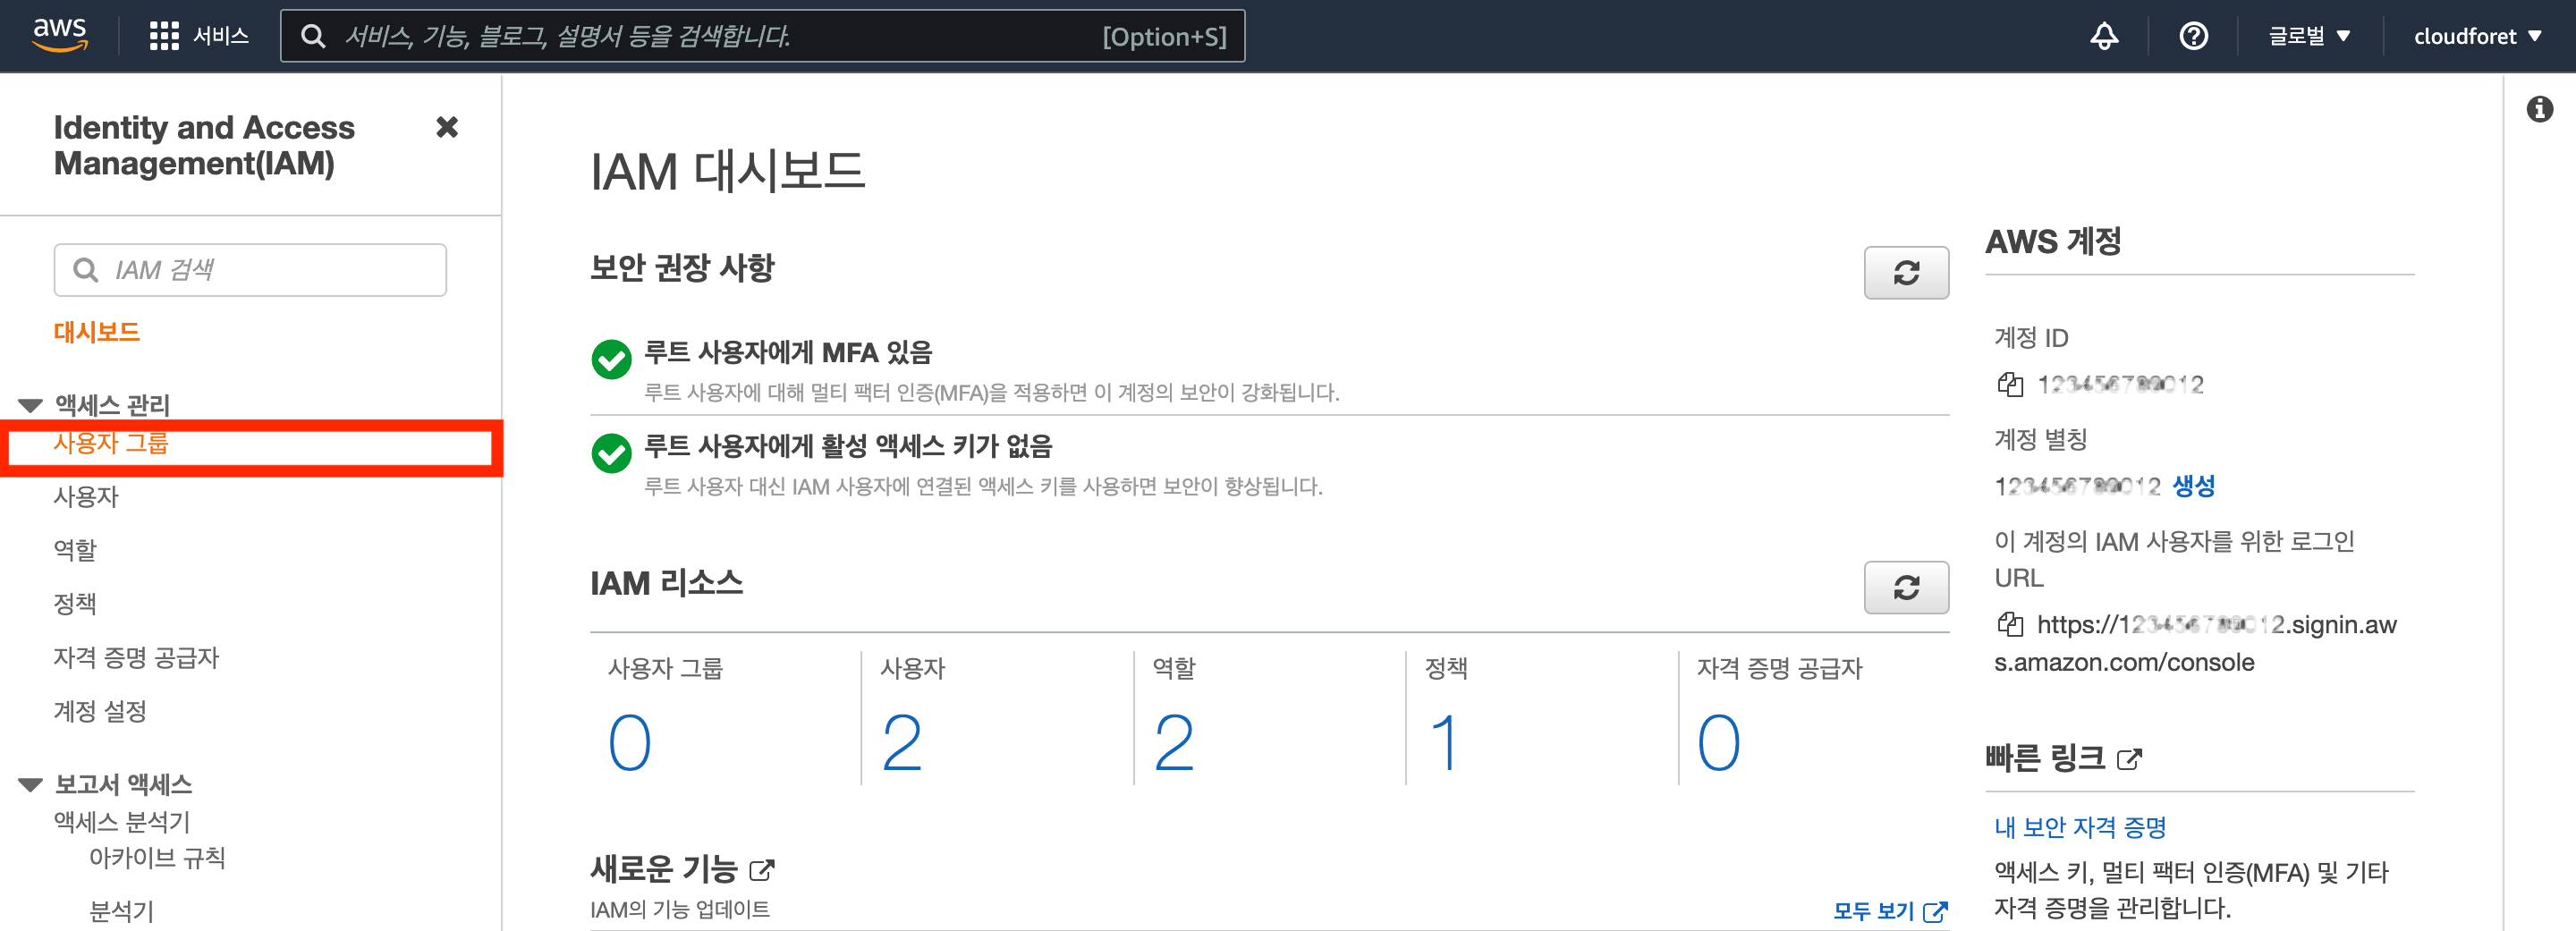 aws
서비스
서비스, 기능, 블로그, 설명서 등을 검색합니다.
[Option+S]
글로벌
cloudforet
Identity and Access
Management(IAM)
IAM 검색
대시보드
액세스 관리
사용자 그룹
사용자
역할
정책
자격 증명 공급자
계정 설정
보고서 액세스
액세스 분석기
아카이브 규칙
분석기
IAM 대시보드
보안 권장 사항
루트 사용자에게 MFA 있음
루트 사용자에 대해 멀티 팩터 인증(MFA)을 적용하면 이 계정의 보안이 강화됩니다.
루트 사용자에게 활성 액세스 키가 없음
루트 사용자 대신 IAM 사용자에 연결된 액세스 키를 사용하면 보안이 향상됩니다.
IAM 리소스
사용자 그룹
0
사용자
2
역할
2
정책
1
자격 증명 공급자
0
새로운 기능
IAM의 기능 업데이트
모두 보기
AWS 계정
계정 ID
123456789012
계정 별칭
123456789012 생성
이 계정의 IAM 사용자를 위한 로그인
URL
https://123456789012.signin.aw
s.amazon.com/console
빠른 링크
내 보안 자격 증명
액세스 키, 멀티 팩터 인증(MFA) 및 기타
자격 증명을 관리합니다.